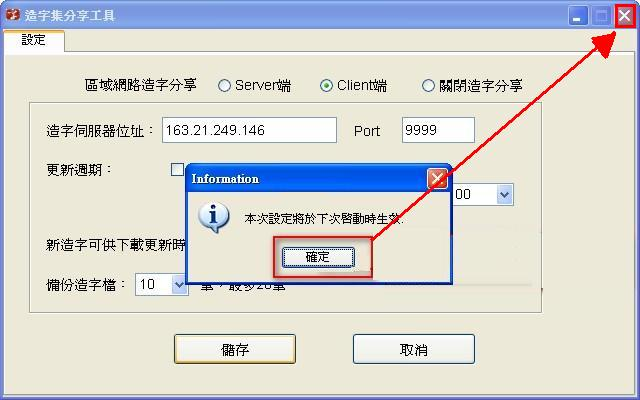 造字集分享工具
設定
區域網路造字分享 Server端 Client端 關閉造字分享
造字伺服器位址： 163.21.249.146 Port 9999
更新週期：
Information
00
本次設定將於下次啓動時生效.
新造字可供下載更新時
確定
備份造字檔： 10 筆，最多20筆
儲存 取消